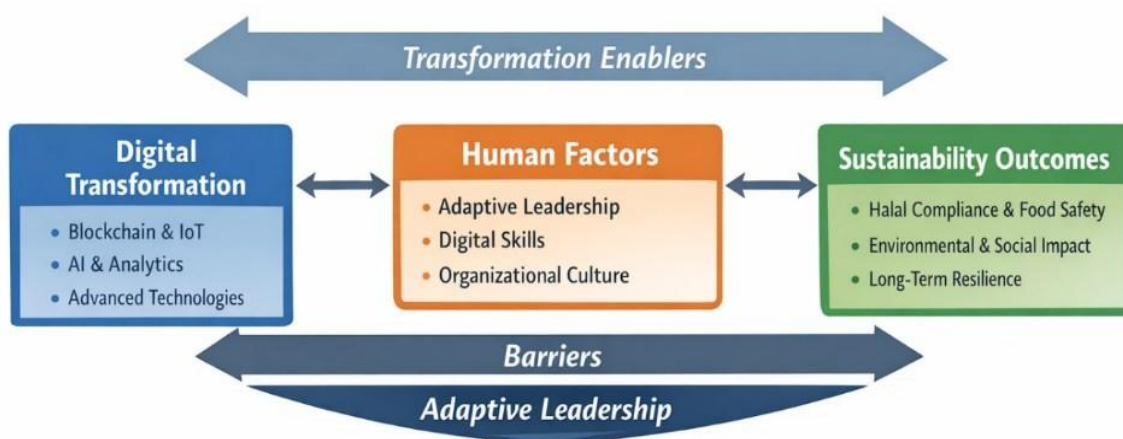 Transformation Enablers
Digital
Transformation
• Blockchain & IoT
• AI & Analytics
• Advanced Technologies
Human Factors
• Adaptive Leadership
• Digital Skills
• Organizational Culture
Sustainability Outcomes
• Halal Compliance & Food Safety
• Environmental & Social Impact
• Long-Term Resilience
Barriers
Adaptive Leadership